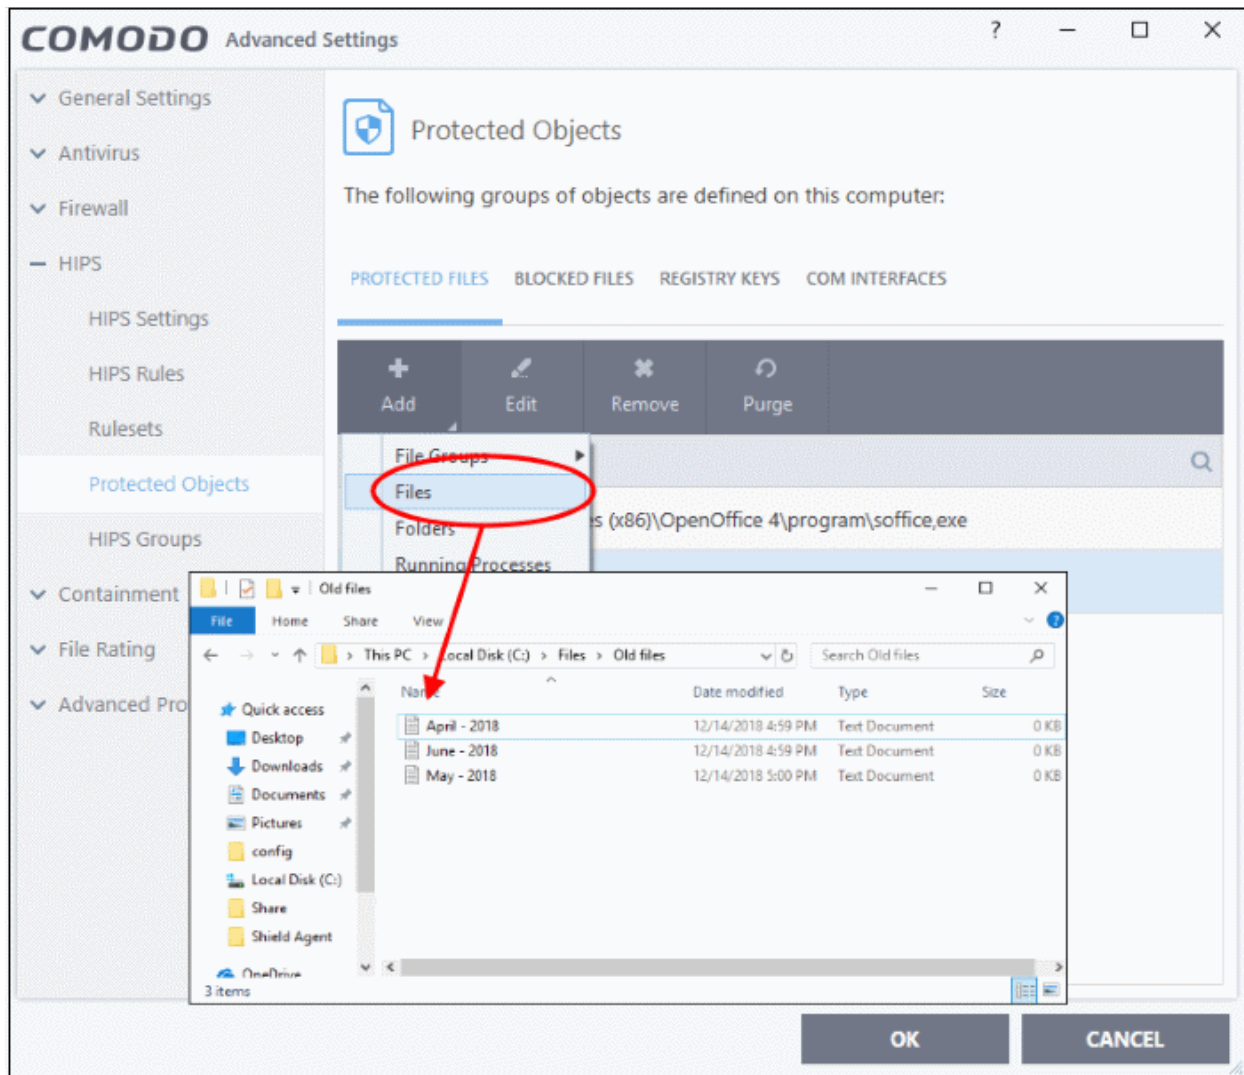 COMODO Advanced Settings ?
General Settings
Antivirus
Firewall
HIPS
HIPS Settings
HIPS Rules
Rulesets
Protected Objects
HIPS Groups
Containment
File Rating
Advanced Pro
Protected Objects
The following groups of objects are defined on this computer:
PROTECTED FILES BLOCKED FILES REGISTRY KEYS COM INTERFACES
Add Edit Remove Purge
File Groups
Files
Folders
Running Processes
s (x86)\OpenOffice 4\program\soffice,exe
Old files
File Home Share View
This PC > Local Disk (C:) > Files > Old files Search Old files
Name Date modified Type Size
April - 2018 12/14/2018 4:59 PM Text Document 0 KB
June - 2018 12/14/2018 4:59 PM Text Document 0 KB
May - 2018 12/14/2018 5:00 PM Text Document 0 KB
Quick access
Desktop
Downloads
Documents
Pictures
config
Local Disk (C:)
Share
Shield Agent
OneDrive
3 items
OK CANCEL